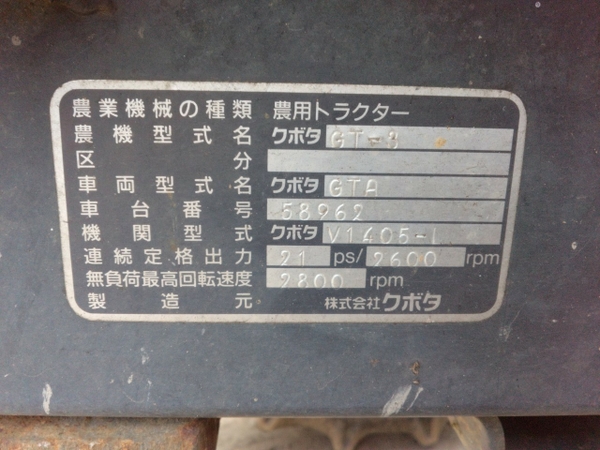 農業機械の種類 農用トラクター
農機型式名 クボタ GT-3
区分
車両型式名 クボタ GTA
車台番号 58962
機関型式 クボタ V1405-L
連続定格出力 21 ps/ 2600 rpm
無負荷最高回転速度 2800 rpm
製造元 株式会社クボタ